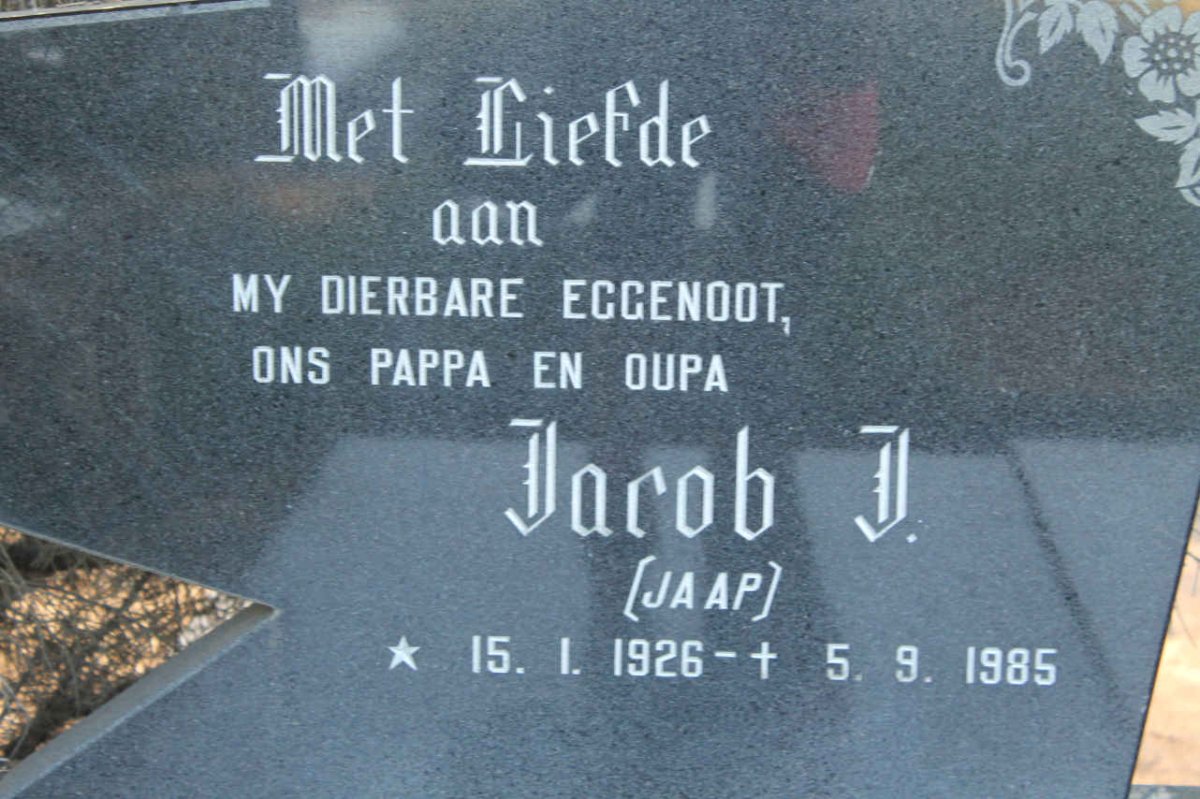 Met Liefde
aan
MY DIERBARE EGGENOOT,
ONS PAPPA EN OUPA
Jacob J.
(JAAP)
★ 15. 1. 1926 - † 5. 9. 1985